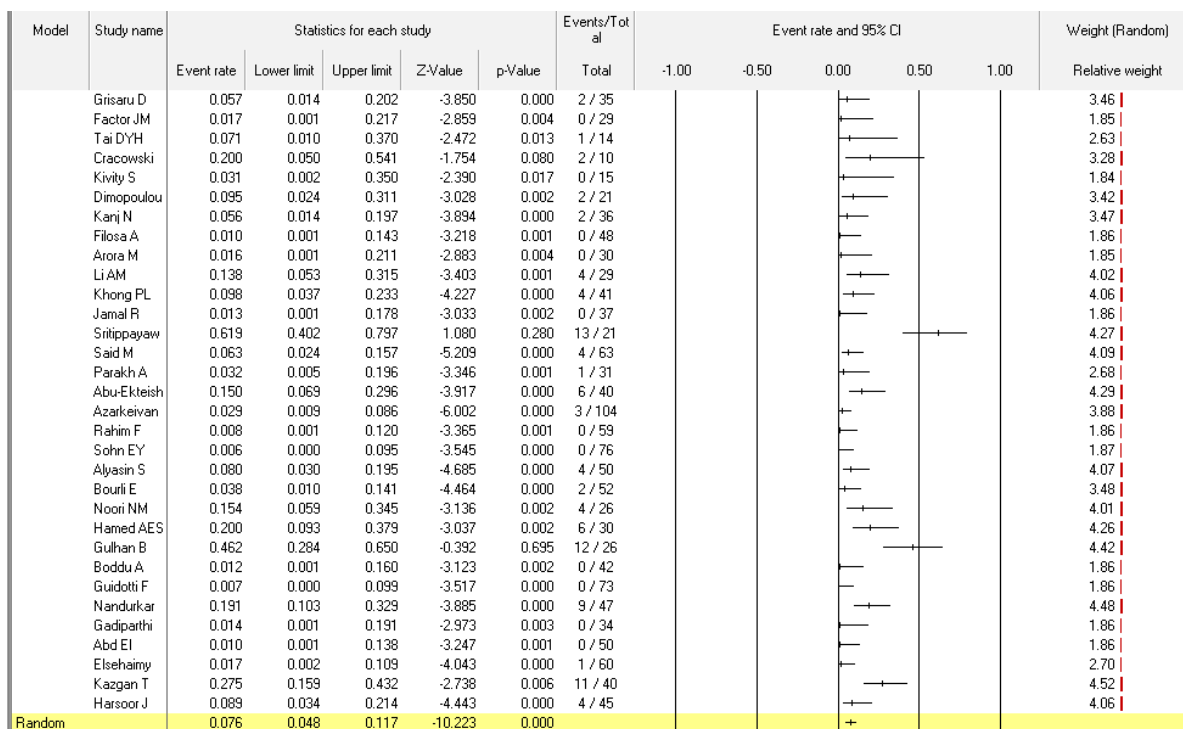 Model Study name Statistics for each study Events/Tot al Event rate and 95% CI Weight (Random)
Event rate Lower limit Upper limit Z-Value p-Value Total -1.00 -0.50 0.00 0.50 1.00 Relative weight
Grisaru D 0.057 0.014 0.202 -3.850 0.000 2 / 35 3.46
Factor JM 0.017 0.001 0.217 -2.859 0.004 0 / 29 1.85
Tai DYH 0.071 0.010 0.370 -2.472 0.013 1 / 14 2.63
Cracowski 0.200 0.050 0.541 -1.754 0.080 2 / 10 3.28
Kivity S 0.031 0.002 0.350 -2.390 0.017 0 / 15 1.84
Dimopoulou 0.095 0.024 0.311 -3.028 0.002 2 / 21 3.42
Kanj N 0.056 0.014 0.197 -3.894 0.000 2 / 36 3.47
Filosa A 0.010 0.001 0.143 -3.218 0.001 0 / 48 1.86
Arora M 0.016 0.001 0.211 -2.883 0.004 0 / 30 1.85
Li AM 0.138 0.053 0.315 -3.403 0.001 4 / 29 4.02
Khong PL 0.098 0.037 0.233 -4.227 0.000 4 / 41 4.06
Jamal R 0.013 0.001 0.178 -3.033 0.002 0 / 37 1.86
Sritippayaw 0.619 0.402 0.797 1.080 0.280 13 / 21 4.27
Said M 0.063 0.024 0.157 -5.209 0.000 4 / 63 4.09
Parakh A 0.032 0.005 0.196 -3.346 0.001 1 / 31 2.68
Abu-Ekteish 0.150 0.069 0.296 -3.917 0.000 6 / 40 4.29
Azarkeivan 0.029 0.009 0.086 -6.002 0.000 3 / 104 3.88
Rahim F 0.008 0.001 0.120 -3.365 0.001 0 / 59 1.86
Sohn EY 0.006 0.000 0.095 -3.545 0.000 0 / 76 1.87
Alyasin S 0.080 0.030 0.195 -4.685 0.000 4 / 50 4.07
Bourli E 0.038 0.010 0.141 -4.464 0.000 2 / 52 3.48
Noori NM 0.154 0.059 0.345 -3.136 0.002 4 / 26 4.01
Hamed AES 0.200 0.093 0.379 -3.037 0.002 6 / 30 4.26
Gulhan B 0.462 0.284 0.650 -0.392 0.695 12 / 26 4.42
Boddu A 0.012 0.001 0.160 -3.123 0.002 0 / 42 1.86
Guidotti F 0.007 0.000 0.099 -3.517 0.000 0 / 73 1.86
Nandurkar 0.191 0.103 0.329 -3.885 0.000 9 / 47 4.48
Gadiparthi 0.014 0.001 0.191 -2.973 0.003 0 / 34 1.86
Abd El 0.010 0.001 0.138 -3.247 0.001 0 / 50 1.86
Elsehaimy 0.017 0.002 0.109 -4.043 0.000 1 / 60 2.70
Kazgan T 0.275 0.159 0.432 -2.738 0.006 11 / 40 4.52
Harsoor J 0.089 0.034 0.214 -4.443 0.000 4 / 45 4.06
Random 0.076 0.048 0.117 -10.223 0.000